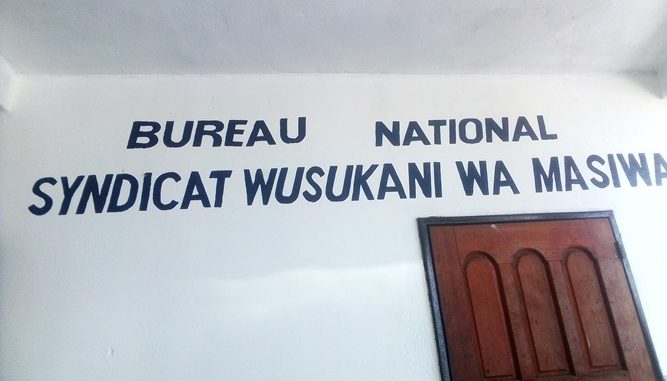 BUREAU NATIONAL
SYNDICAT WUSUKANI WA MASIWA